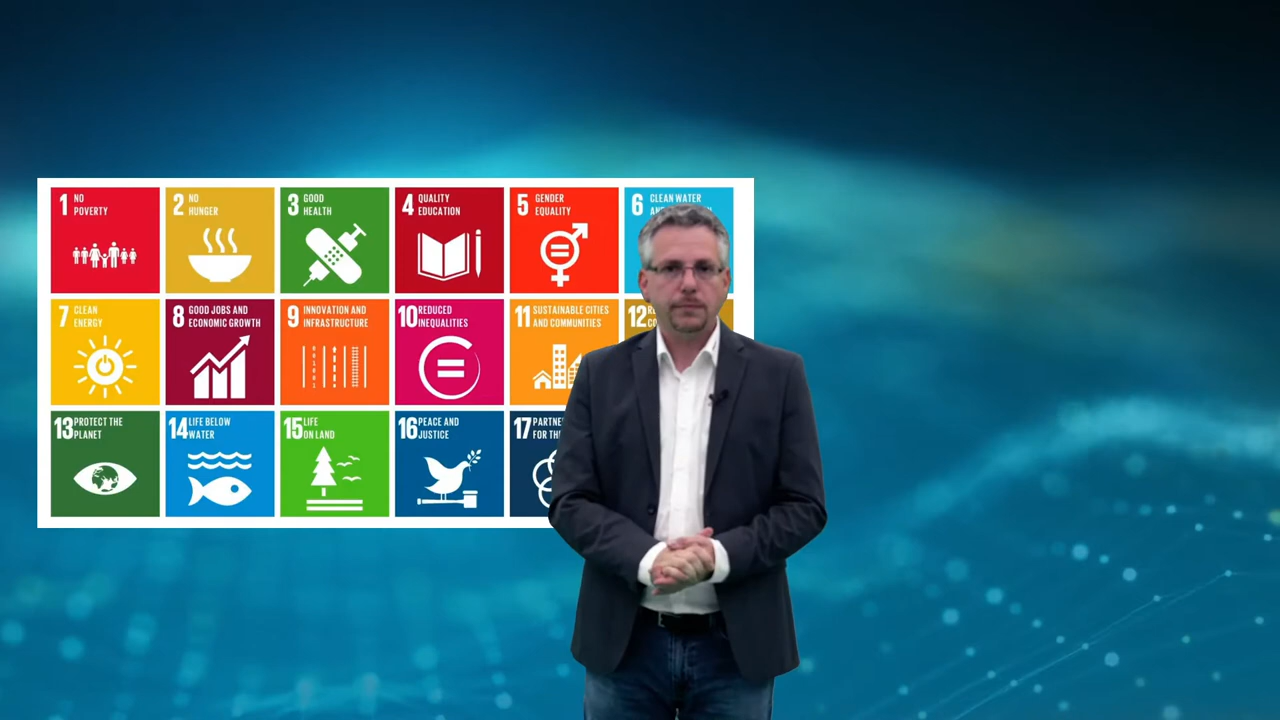 1 NO
POVERTY
2 NO
HUNGER
3 GOOD
HEALTH
4 QUALITY
EDUCATION
5 GENDER
EQUALITY
6 CLEAN WATER
7 CLEAN
ENERGY
8 GOOD JOBS AND
ECONOMIC GROWTH
9 INNOVATION AND
INFRASTRUCTURE
10 REDUCED
INEQUALITIES
11 SUSTAINABLE CITIES
AND COMMUNITIES
12
13 PROTECT THE
PLANET
14 LIFE BELOW
WATER
15 LIFE
ON LAND
16 PEACE AND
JUSTICE
17 PARTNE
FOR TH